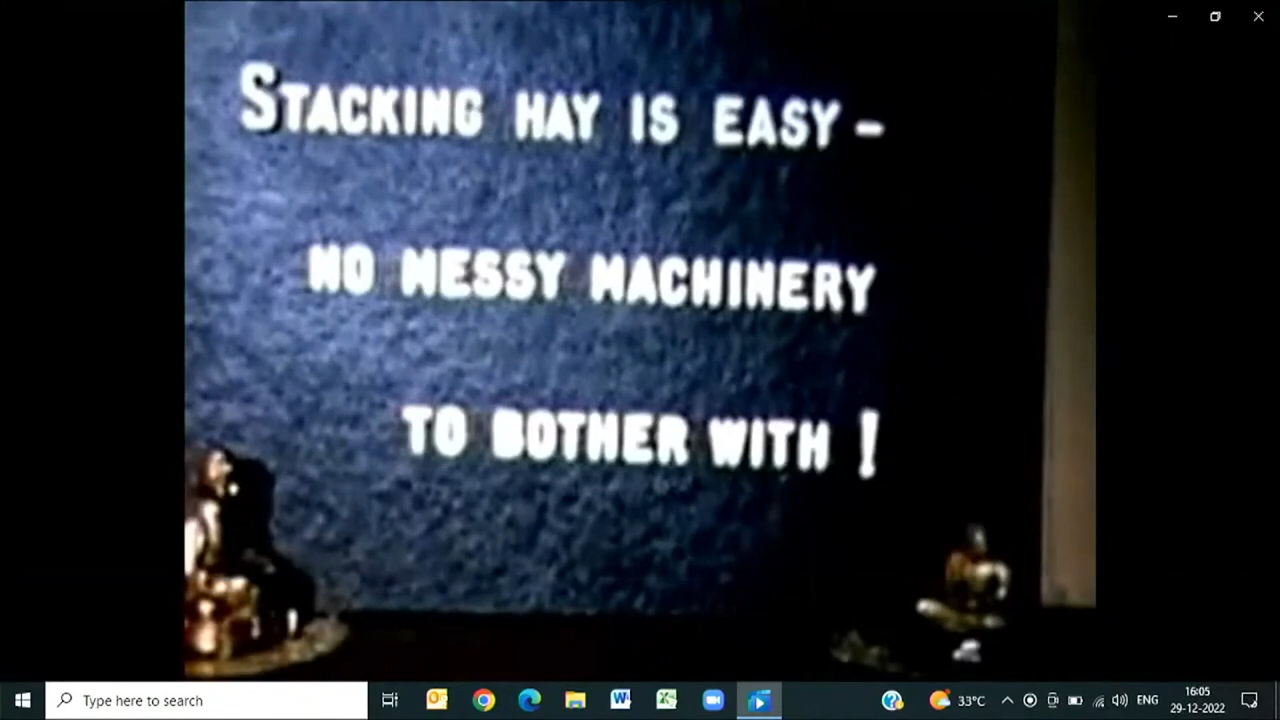 STACKING HAY IS EASY -
NO MESSY MACHINERY
TO BOTHER WITH !
Type here to search
33°C
ENG
16:05
29-12-2022